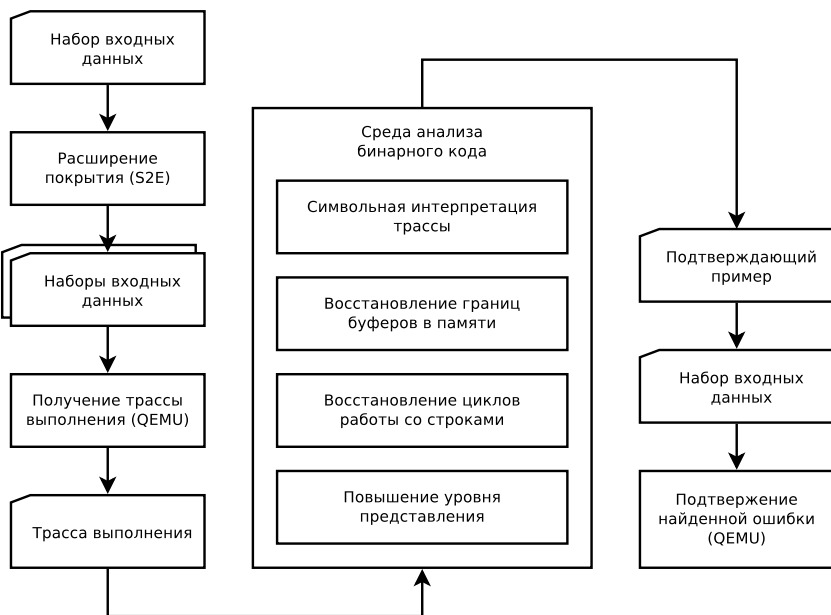 Набор входных
данных
Расширение
покрытия (S2E)
Наборы входных
данных
Получение трассы
выполнения (QEMU)
Трасса выполнения
Среда анализа
бинарного кода
Символьная интерпретация
трассы
Восстановление границ
буферов в памяти
Восстановление циклов
работы со строками
Повышение уровня
представления
Подтверждающий
пример
Набор входных
данных
Подтвержение
найденной ошибки
(QEMU)